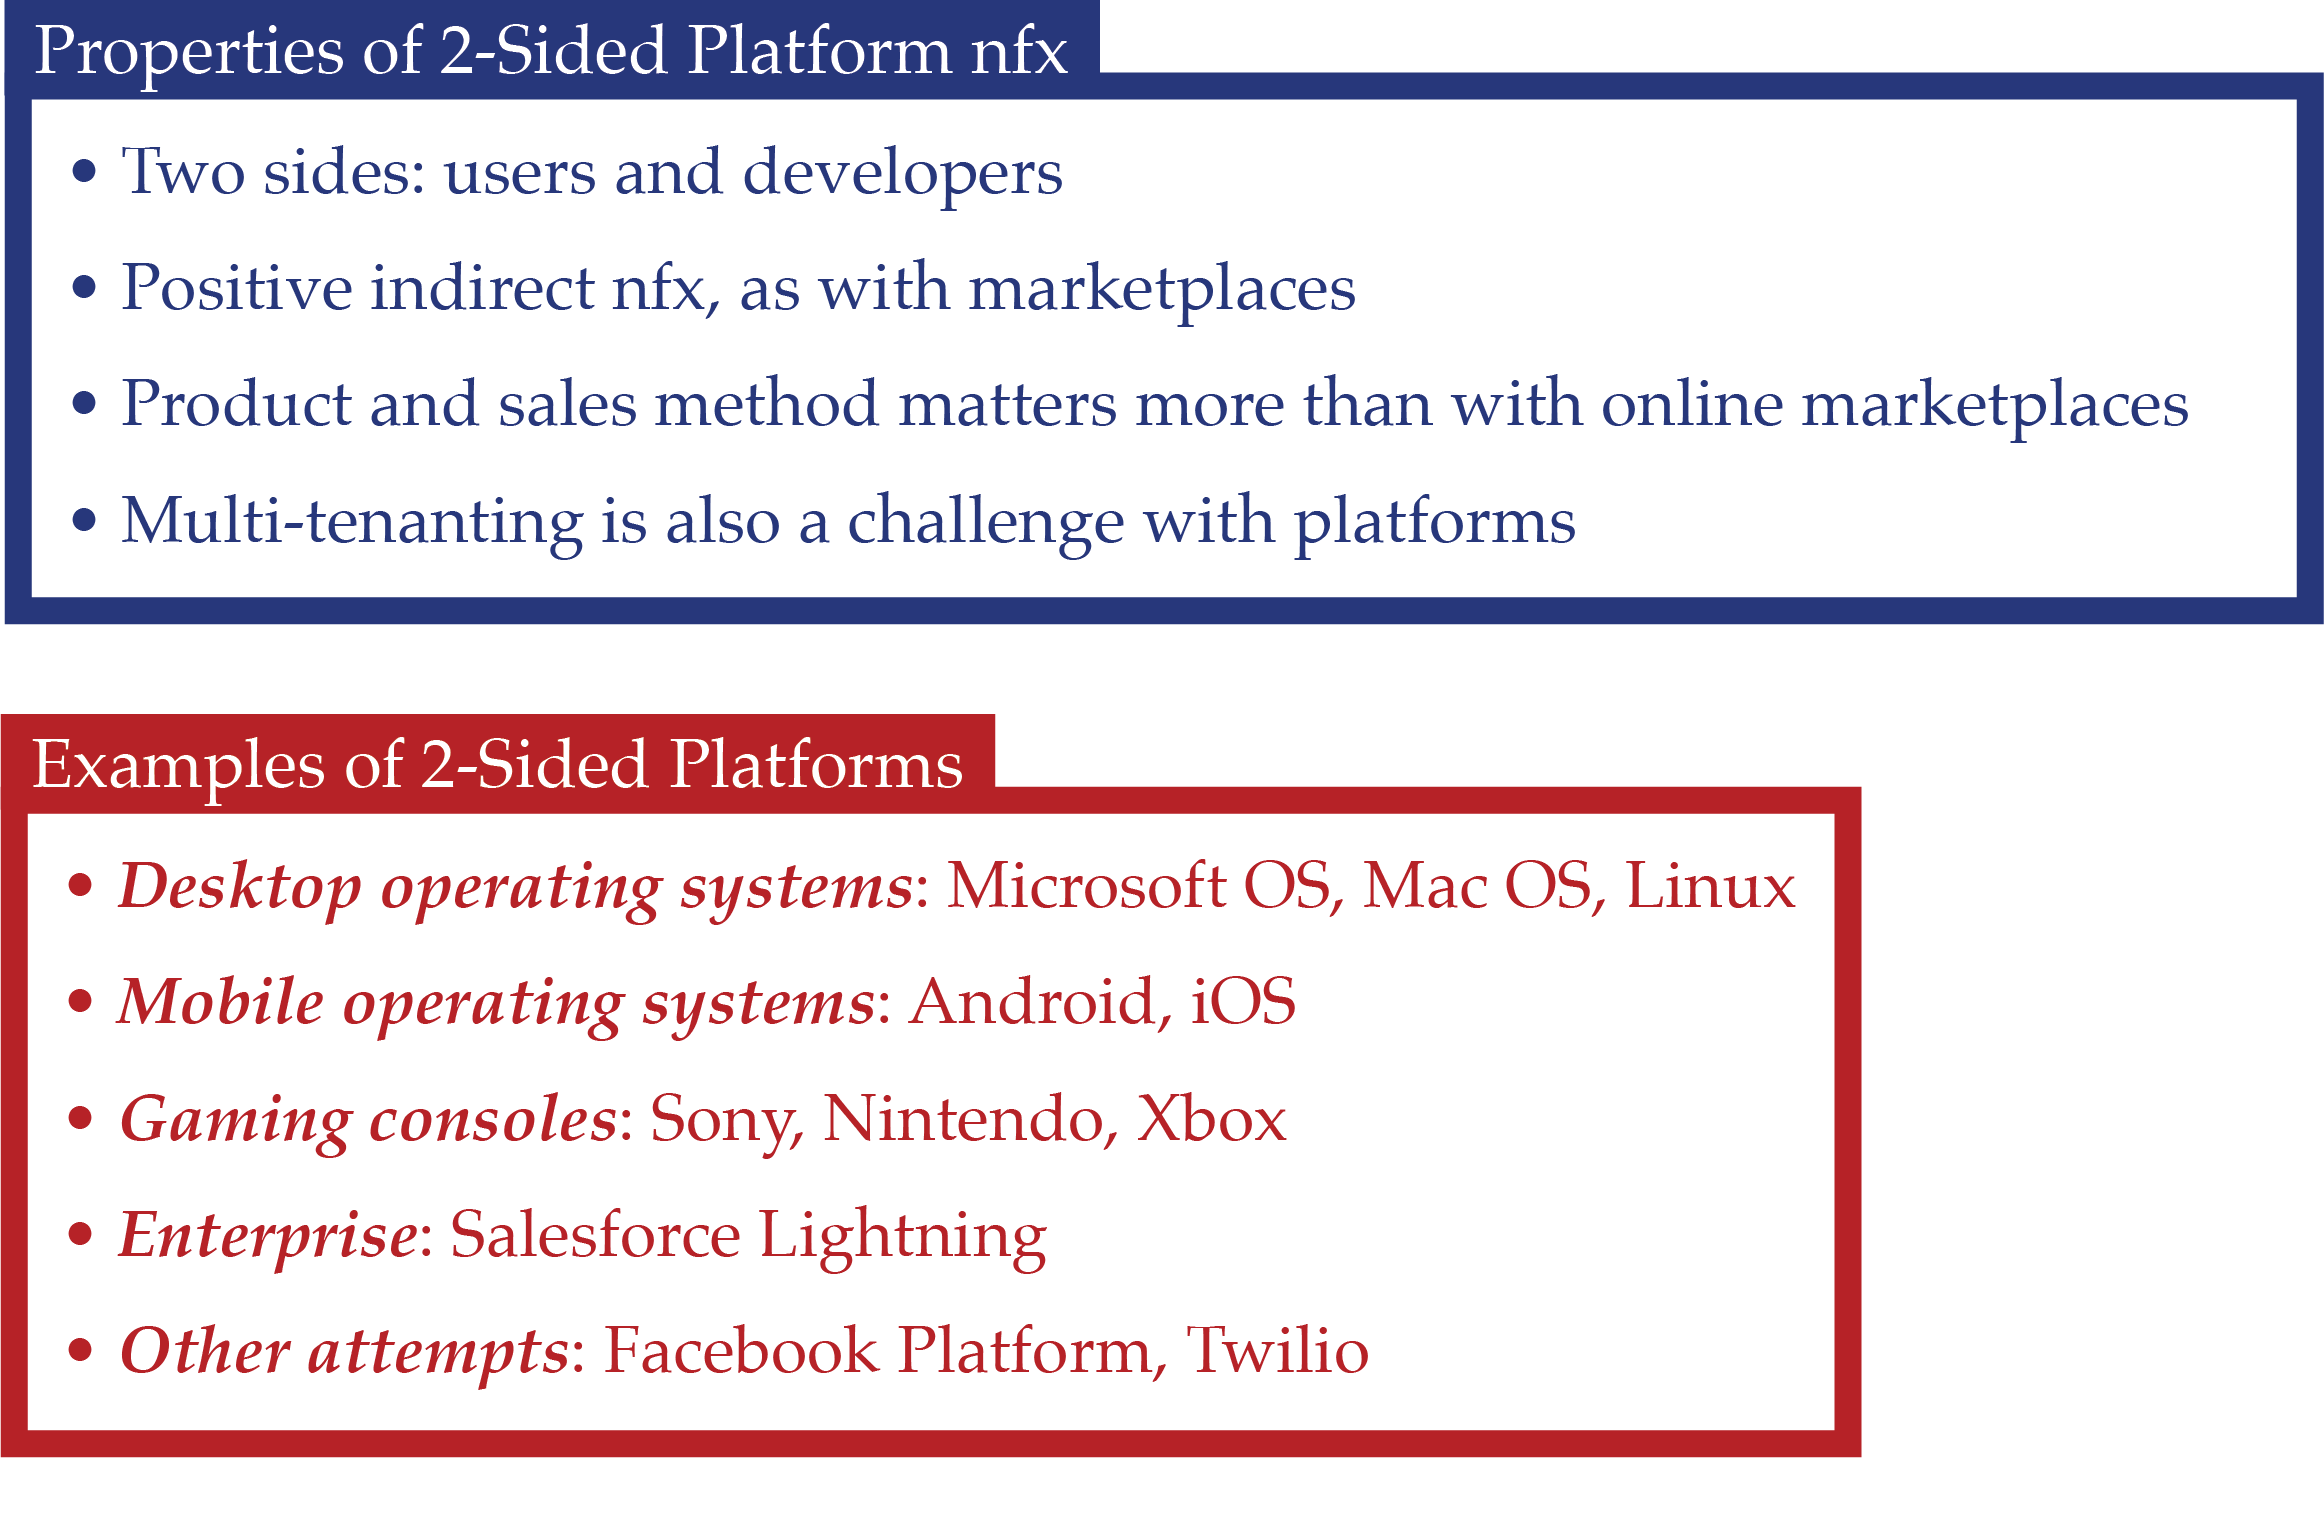 Properties of 2-Sided Platform nfx
• Two sides: users and developers
• Positive indirect nfx, as with marketplaces
• Product and sales method matters more than with online marketplaces
• Multi-tenanting is also a challenge with platforms
Examples of 2-Sided Platforms
• Desktop operating systems: Microsoft OS, Mac OS, Linux
• Mobile operating systems: Android, iOS
• Gaming consoles: Sony, Nintendo, Xbox
• Enterprise: Salesforce Lightning
• Other attempts: Facebook Platform, Twilio